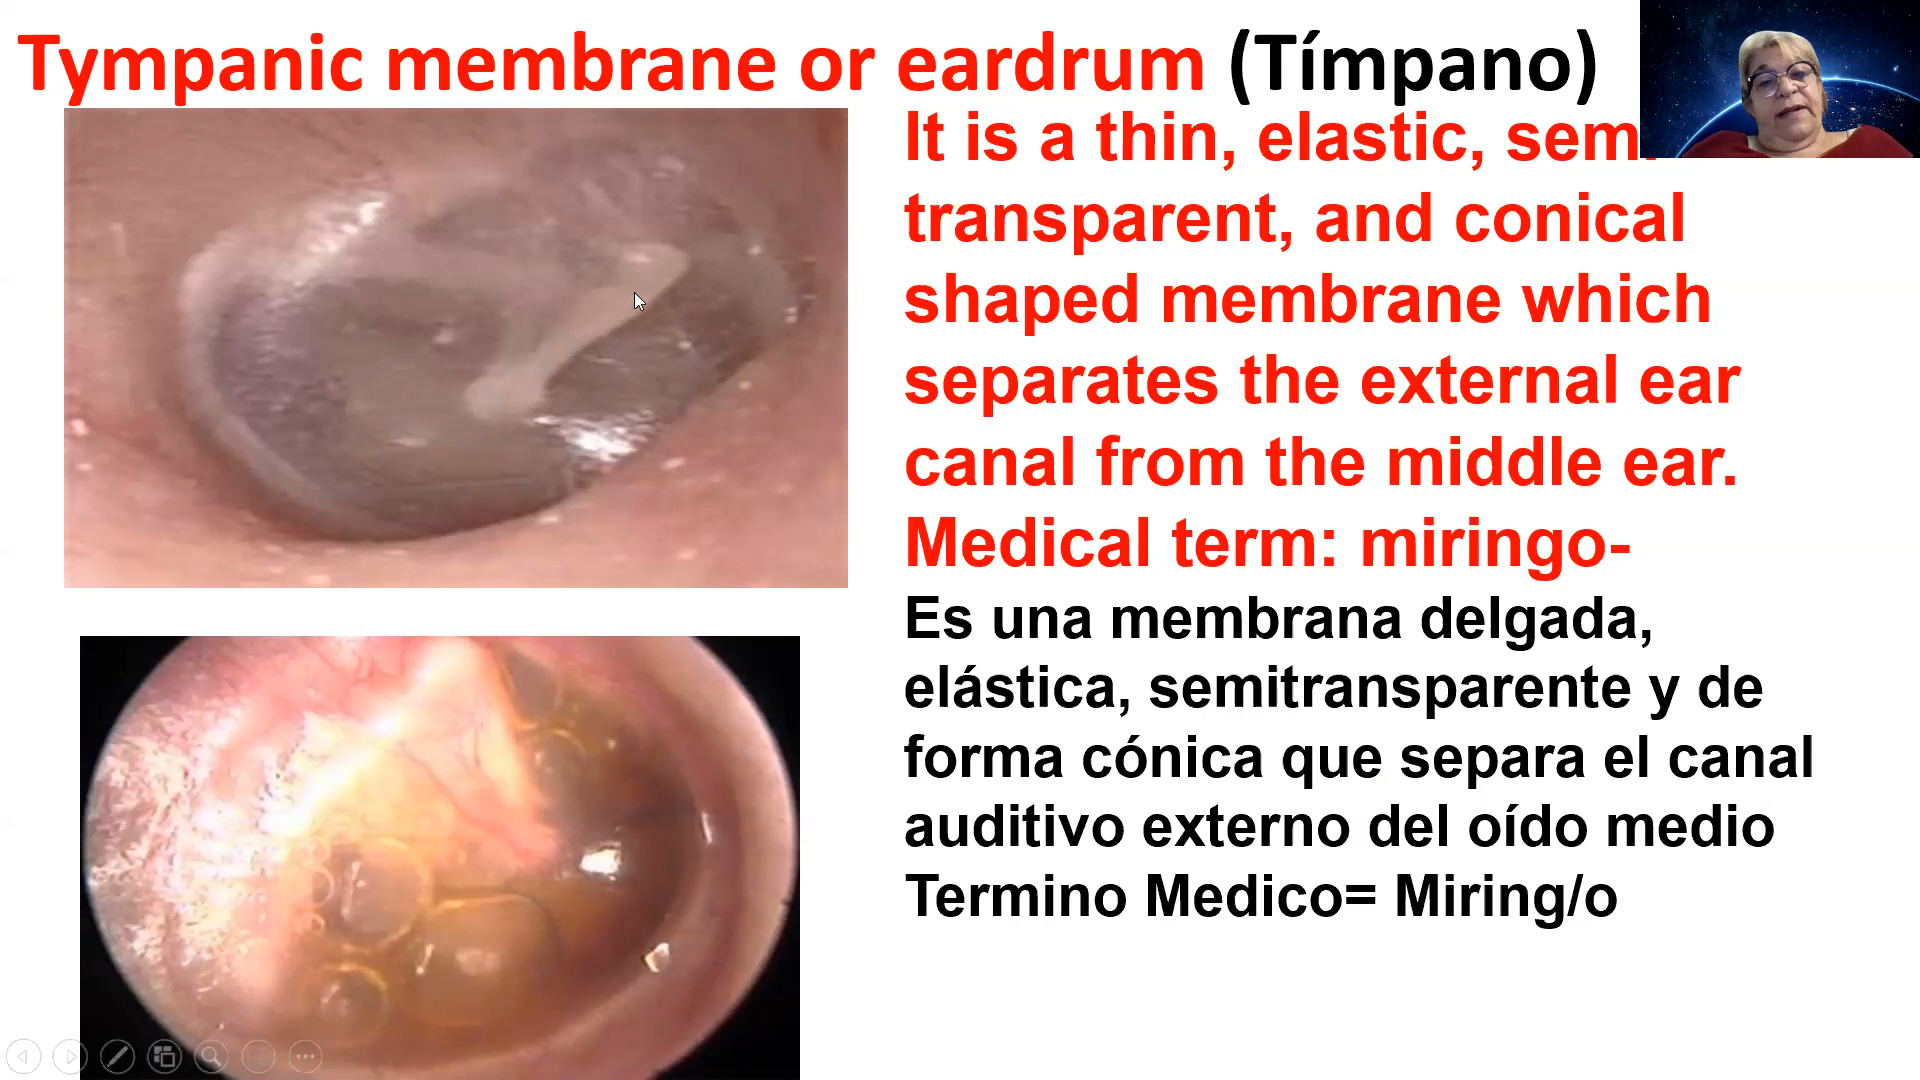 Tympanic membrane or eardrum (Tímpano)
It is a thin, elastic,
transparent, and conical
shaped membrane which
separates the external ear
canal from the middle ear.
Medical term: miringo-
Es una membrana delgada,
elástica, semitransparente y de
forma cónica que separa el canal
auditivo externo del oído medio
Termino Medico= Miring/o